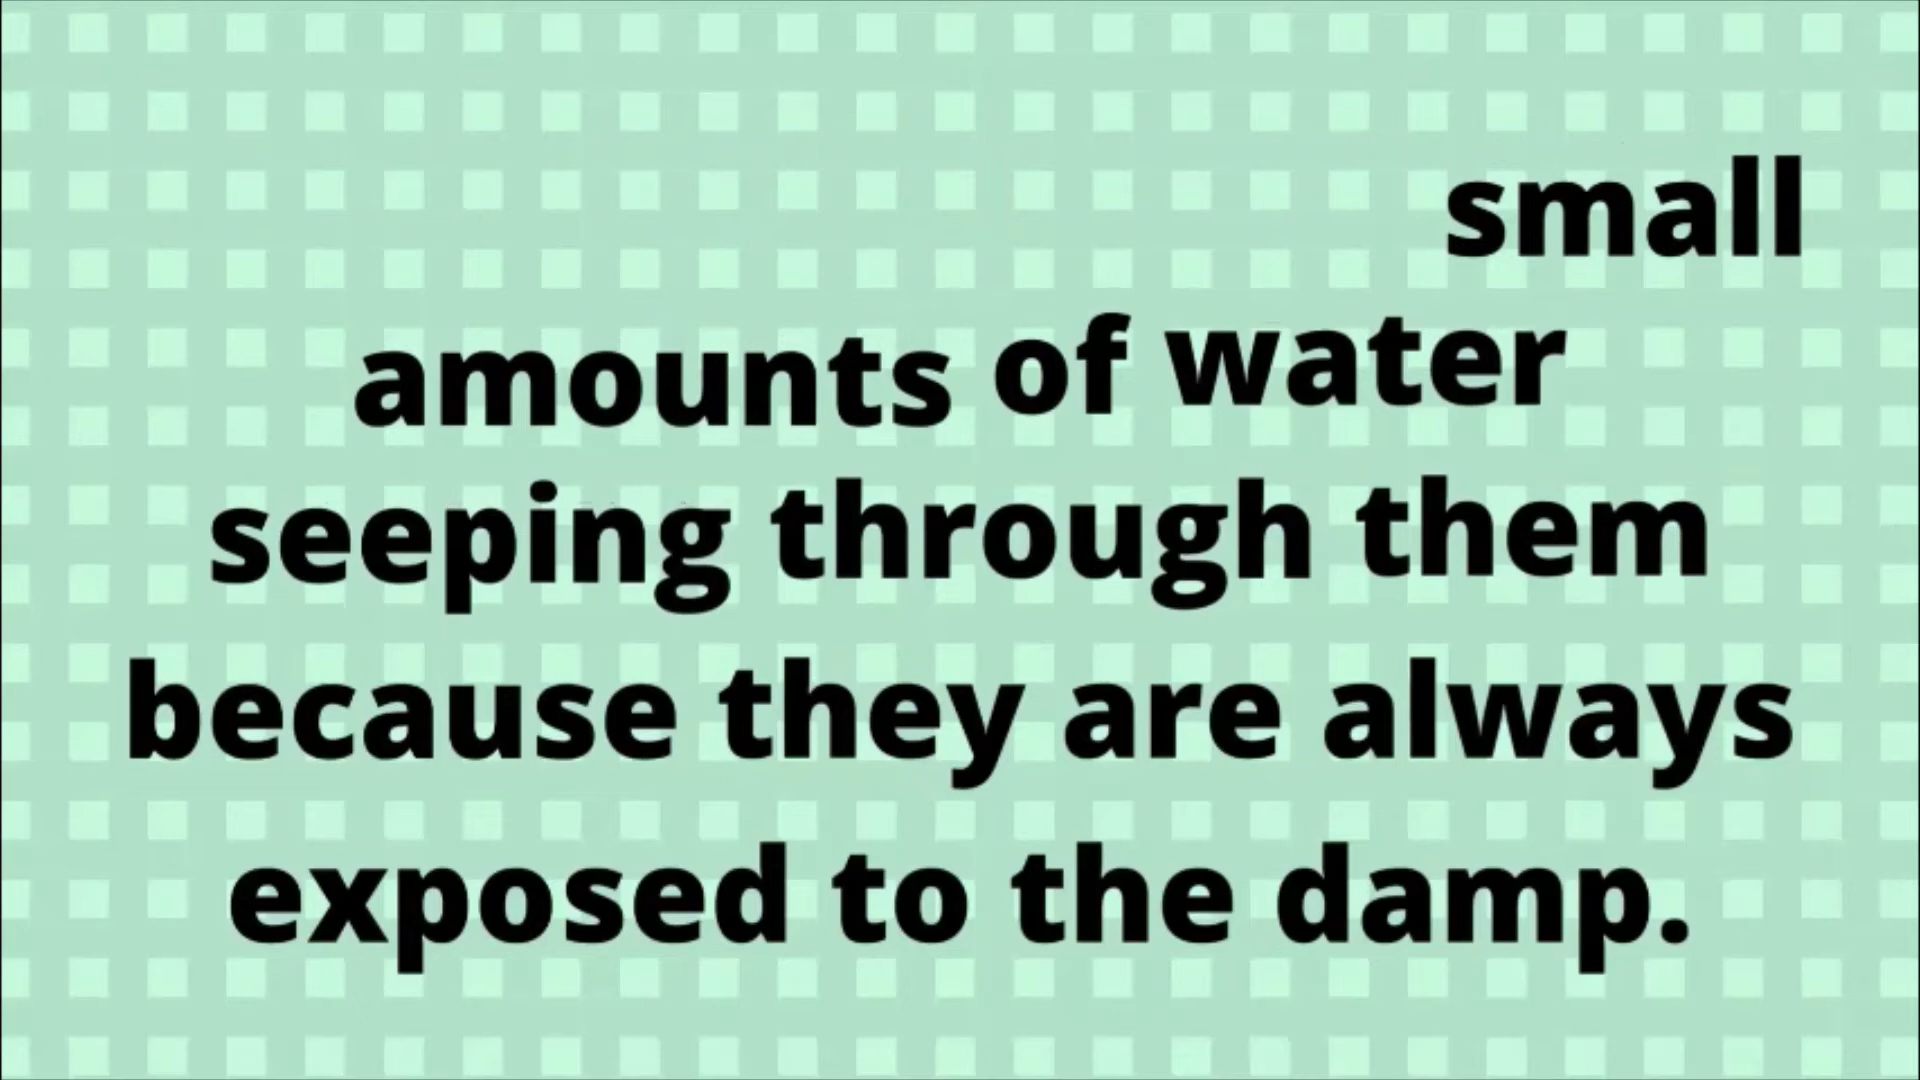 small
amounts of water
seeping through them
because they are always
exposed to the damp.